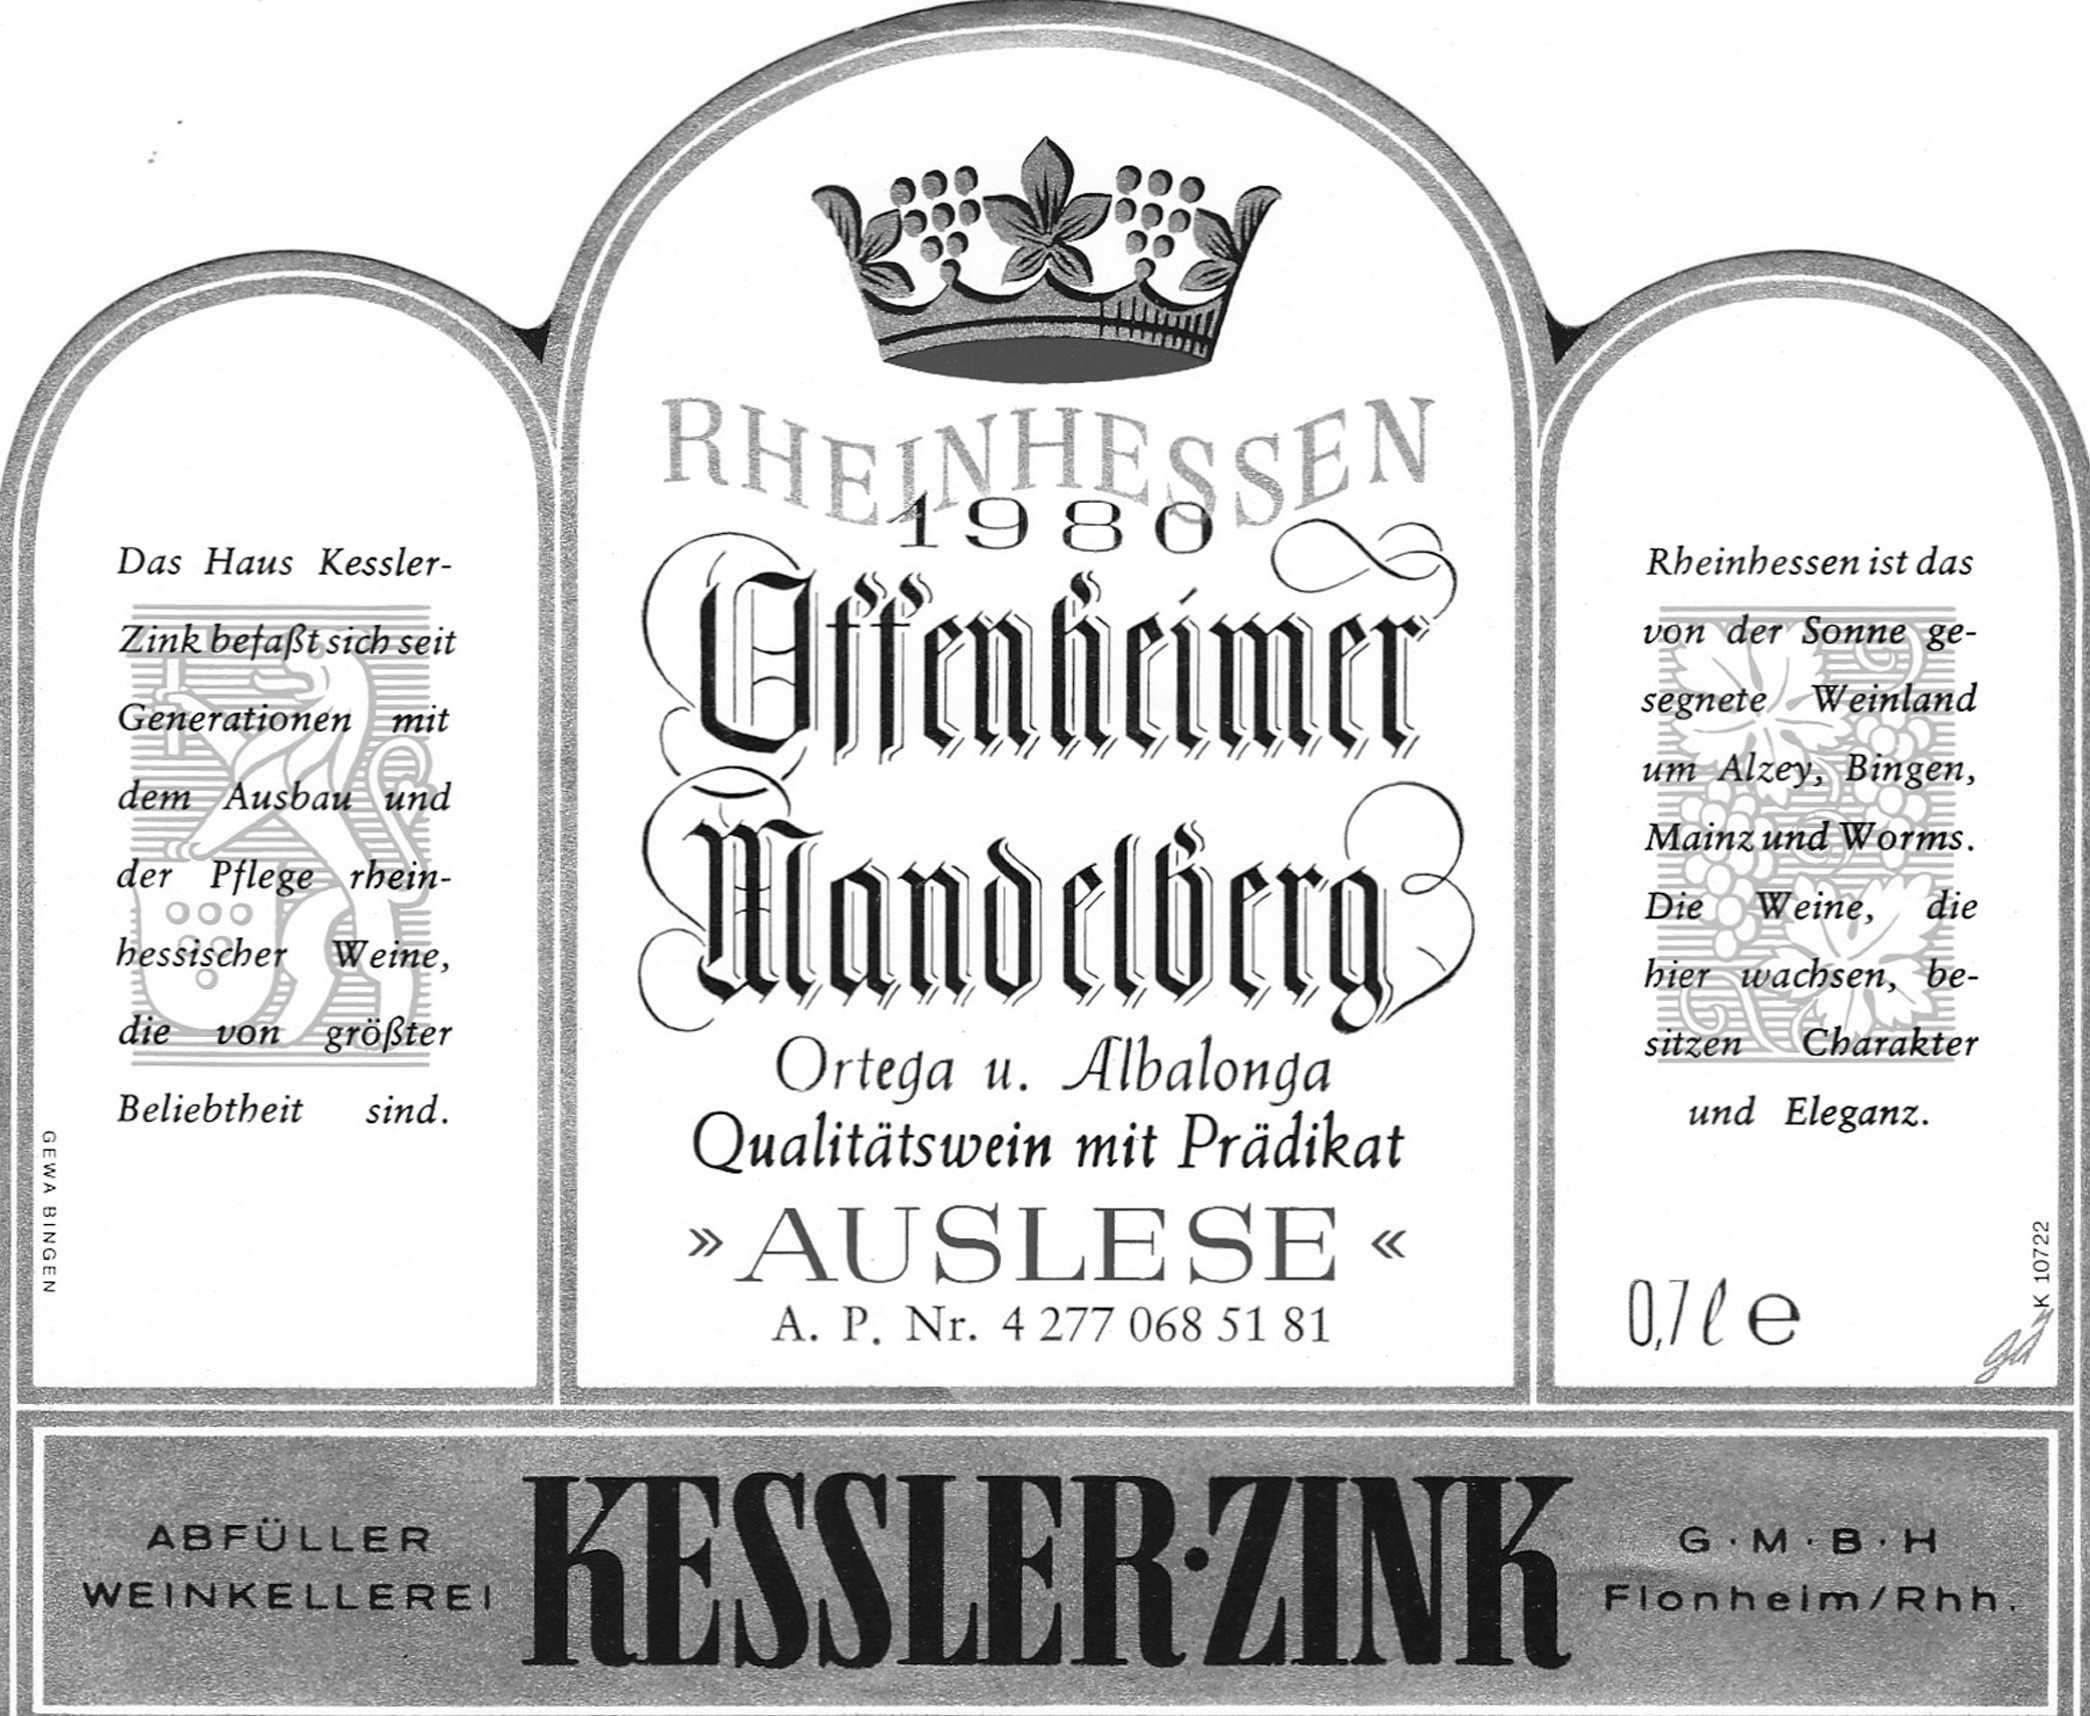 RHEINHESSEN
1980
Offenheimer
Mandelberg
Ortega u. Albalonga
Qualitätswein mit Prädikat
»AUSLESE«
A. P. Nr. 4 277 068 51 81
Das Haus Kessler-
Zink befaßt sich seit
Generationen mit
dem Ausbau und
der Pflege rhein-
hessischer Weine,
die von größter
Beliebtheit sind.
GEWA BINGEN
Rheinhessen ist das
von der Sonne ge-
segnete Weinland
um Alzey, Bingen,
Mainz und Worms.
Die Weine, die
hier wachsen, be-
sitzen Charakter
und Eleganz.
0,7 l e
K 10722
ABFÜLLER
WEINKELLEREI
KESSLER·ZINK
G·M·B·H
Flonheim/Rhh.